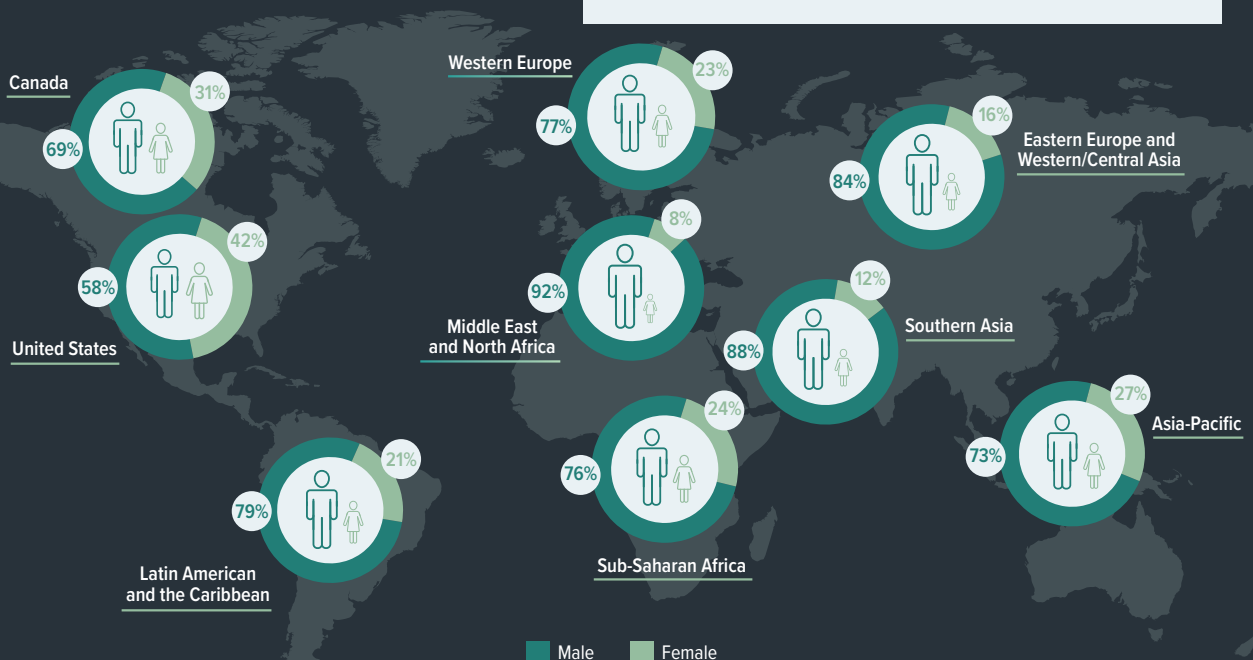 Canada
31%
69%
42%
58%
United States
21%
79%
Latin American
and the Caribbean
Western Europe
23%
77%
8%
92%
Middle East
and North Africa
24%
76%
Sub-Saharan Africa
16%
84%
Eastern Europe and
Western/Central Asia
12%
88%
Southern Asia
27%
73%
Asia-Pacific
Male
Female